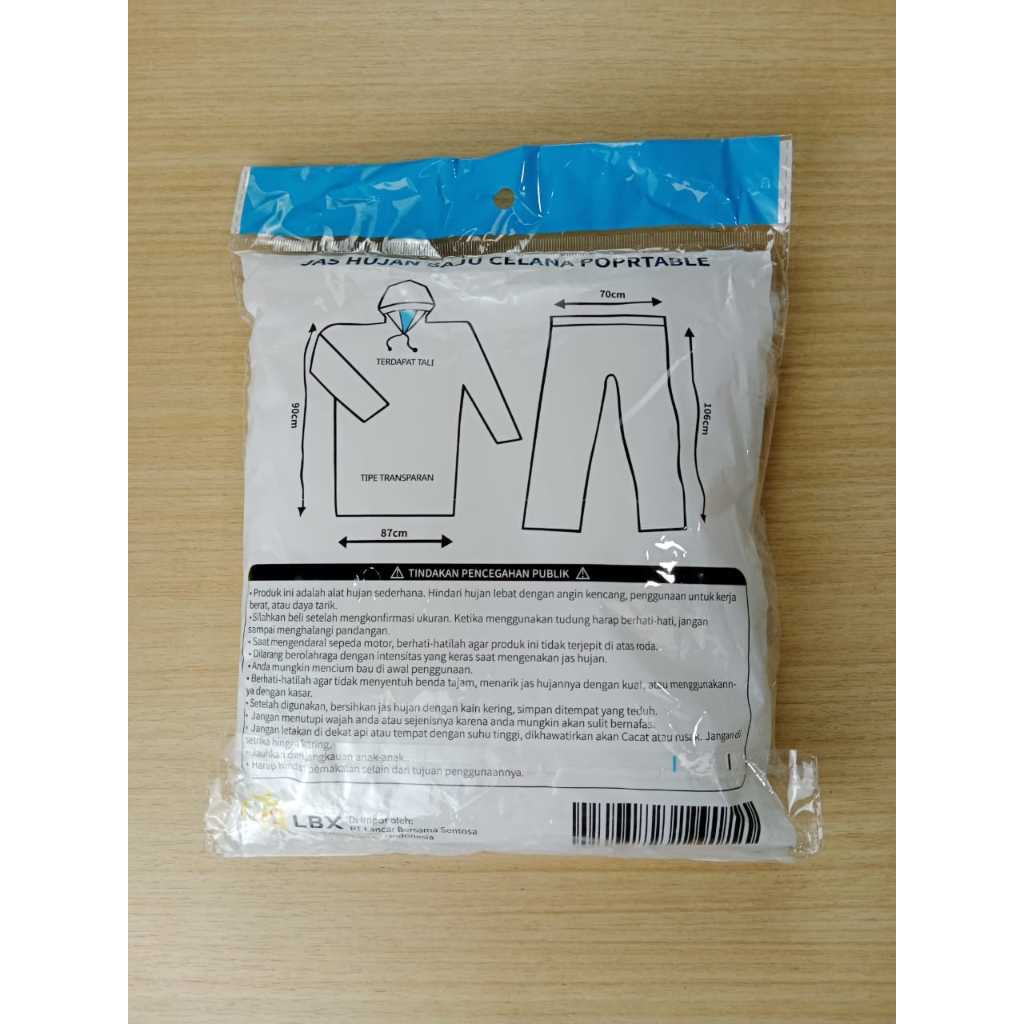 JAS HUJAN BAJU CELANA POPRTABLE
70cm
TERDAPAT TALI
90cm
106cm
TIPE TRANSPARAN
87cm
⚠ TINDAKAN PENCEGAHAN PUBLIK ⚠
•Produk ini adalah alat hujan sederhana. Hindari hujan lebat dengan angin kencang, penggunaan untuk kerja
berat, atau daya tarik.
•Silahkan beli setelah mengkonfirmasi ukuran. Ketika menggunakan tudung harap berhati-hati, jangan
sampai menghalangi pandangan.
•Saat mengendarai sepeda motor, berhati-hatilah agar produk ini tidak terjepit di atas roda.
•Dilarang berolahraga dengan intensitas yang keras saat mengenakan jas hujan.
•Anda mungkin mencium bau di awal penggunaan.
•Berhati-hatilah agar tidak menyentuh benda tajam, menarik jas hujannya dengan kuat, atau menggunakann-
ya dengan kasar.
•Setelah digunakan, bersihkan jas hujan dengan kain kering, simpan ditempat yang teduh.
• Jangan menutupi wajah anda atau sejenisnya karena anda mungkin akan sulit bernafas.
•Jangan letakan di dekat api atau tempat dengan suhu tinggi, dikhawatirkan akan Cacat atau rusak. Jangan di
setrika hingga kering.
•Jauhkan dari jangkauan anak-anak.
• Harap hindari pemakaian selain dari tujuan penggunaannya.
LBX
Di impor oleh:
PT Lancar Bersama Sentosa
Indonesia